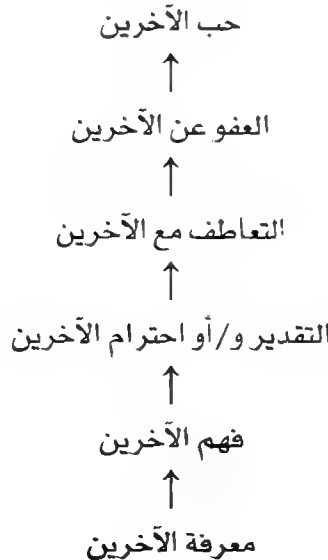 حب الآخرين
↑
العفو عن الآخرين
↑
التعاطف مع الآخرين
↑
التقدير و/أو احترام الآخرين
↑
فهم الآخرين
↑
معرفة الآخرين